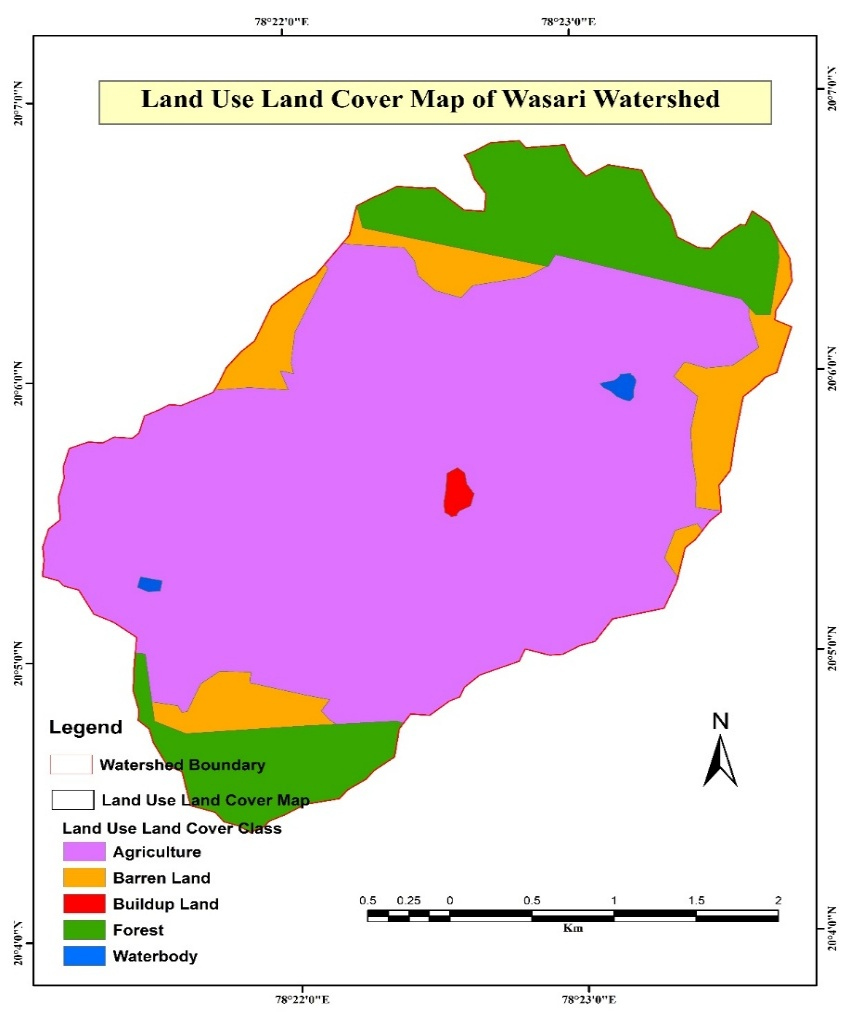 78°22'0"E 78°23'0"E
20°7'0"N 20°7'0"N
Land Use Land Cover Map of Wasari Watershed
20°6'0"N 20°6'0"N
20°5'0"N 20°5'0"N
N
Legend
Watershed Boundary
Land Use Land Cover Map
Land Use Land Cover Class
Agriculture
Barren Land
Buildup Land
Forest
Waterbody
0.5 0.25 0 0.5 1 1.5 2
Km
20°4'0"N 20°4'0"N
78°22'0"E 78°23'0"E